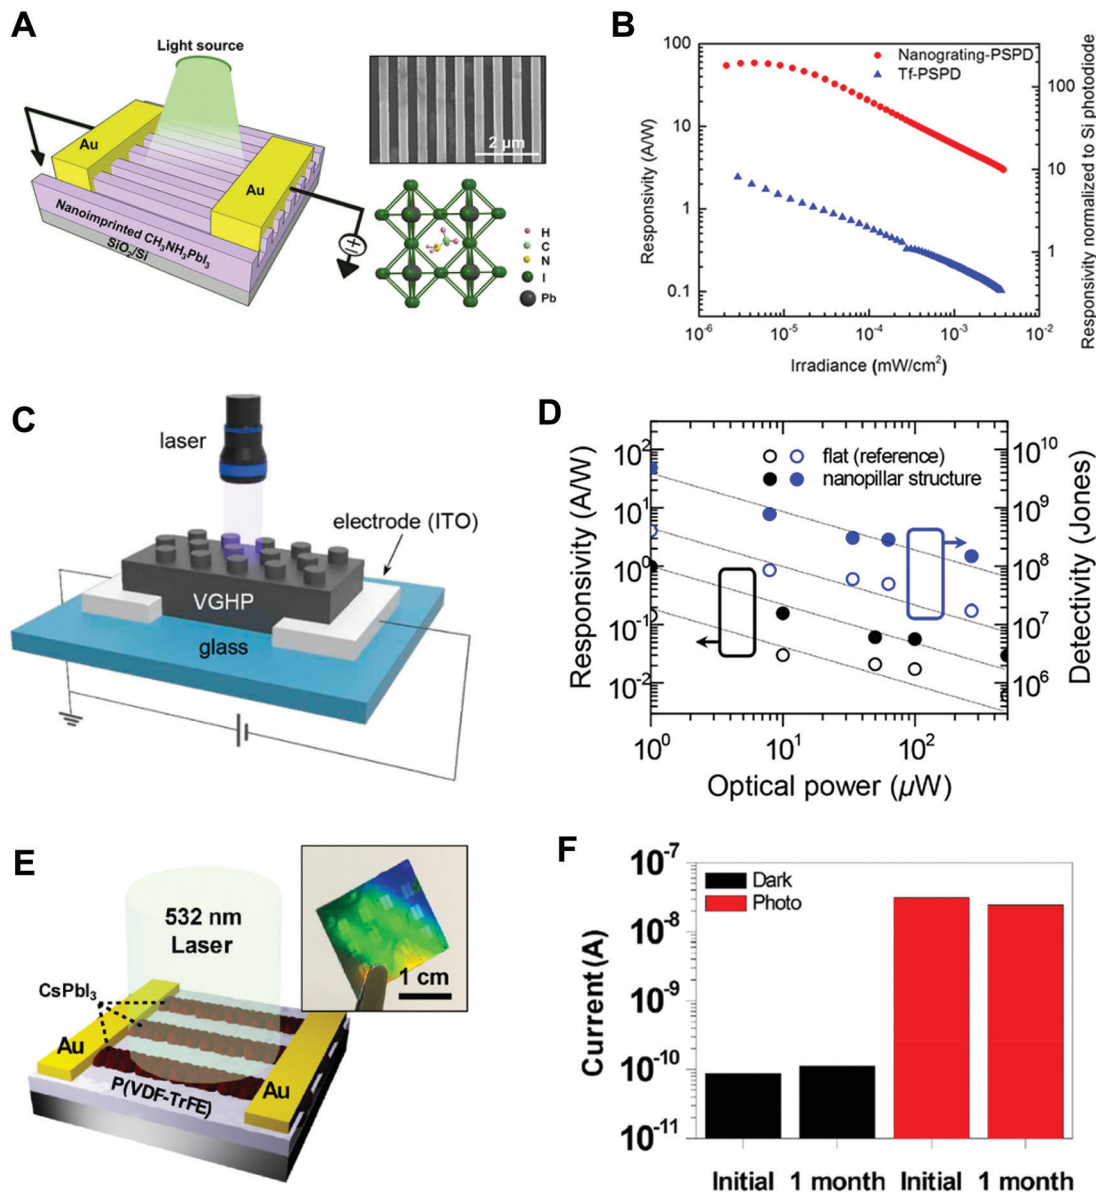 A
Light source
Au
Au
Nanoimprinted CH₃NH₃PbI₃
SiO₂/Si
2 µm
H
C
N
I
Pb
+
−
B
Nanograting-PSPD
Tf-PSPD
Responsivity (A/W)
100
10
1
0.1
Responsivity normalized to Si photodiode
100
10
1
10⁻⁶
10⁻⁵
10⁻⁴
10⁻³
10⁻²
Irradiance (mW/cm²)
C
laser
electrode (ITO)
VGHP
glass
D
flat (reference)
nanopillar structure
Responsivity (A/W)
10²
10¹
10⁰
10⁻¹
10⁻²
Detectivity (Jones)
10¹⁰
10⁹
10⁸
10⁷
10⁶
10⁰
10¹
10²
Optical power (µW)
E
532 nm
Laser
1 cm
CsPbI₃
Au
Au
P(VDF-TrFE)
F
Dark
Photo
Current (A)
10⁻⁷
10⁻⁸
10⁻⁹
10⁻¹⁰
10⁻¹¹
Initial 1 month Initial 1 month